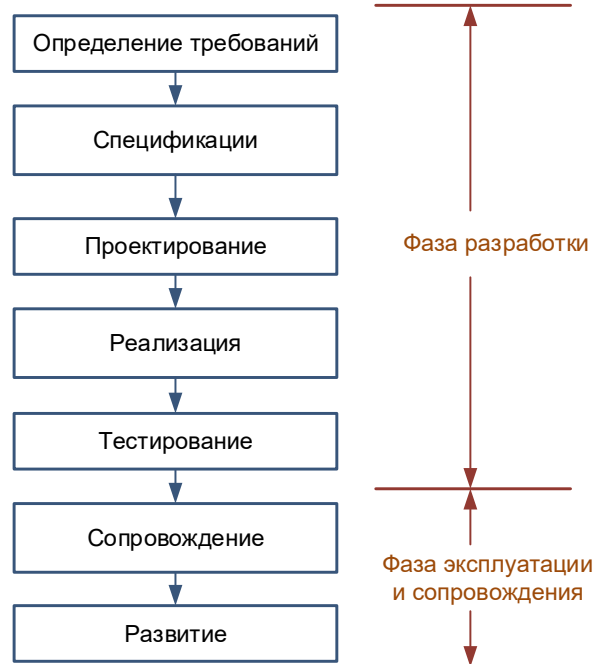 Определение требований
Спецификации
Проектирование
Фаза разработки
Реализация
Тестирование
Сопровождение
Фаза эксплуатации
и сопровождения
Развитие